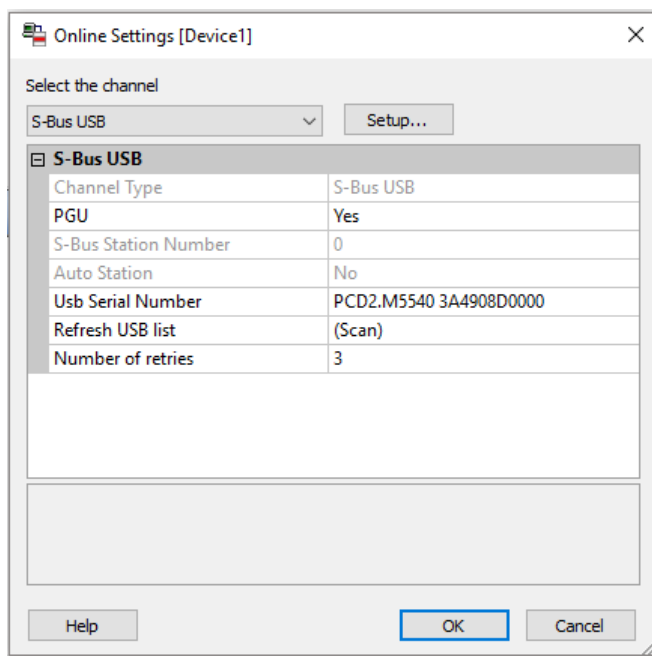 Online Settings [Device1]
Select the channel
S-Bus USB
Setup...
S-Bus USB
Channel Type S-Bus USB
PGU Yes
S-Bus Station Number 0
Auto Station No
Usb Serial Number PCD2.M5540 3A4908D0000
Refresh USB list (Scan)
Number of retries 3
Help OK Cancel